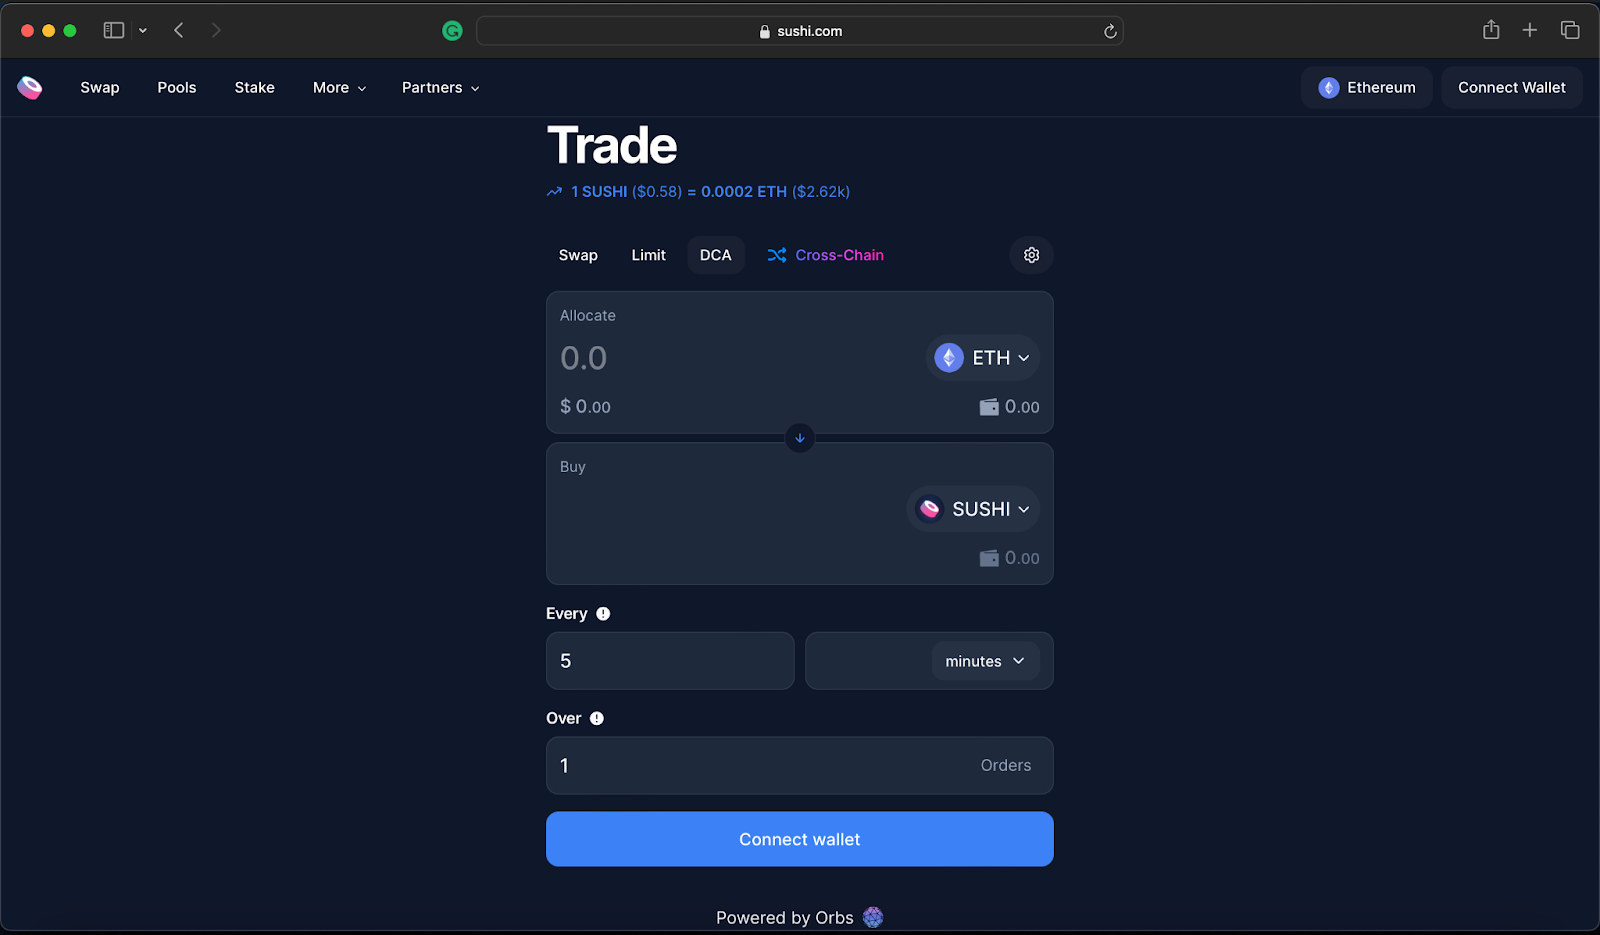 sushi.com
Swap Pools Stake More Partners Ethereum Connect Wallet
Trade
1 SUSHI ($0.58) = 0.0002 ETH ($2.62k)
Swap Limit DCA Cross-Chain
Allocate
0.0 ETH
$ 0.00 0.00
Buy
SUSHI
0.00
Every
5 minutes
Over
1 Orders
Connect wallet
Powered by Orbs